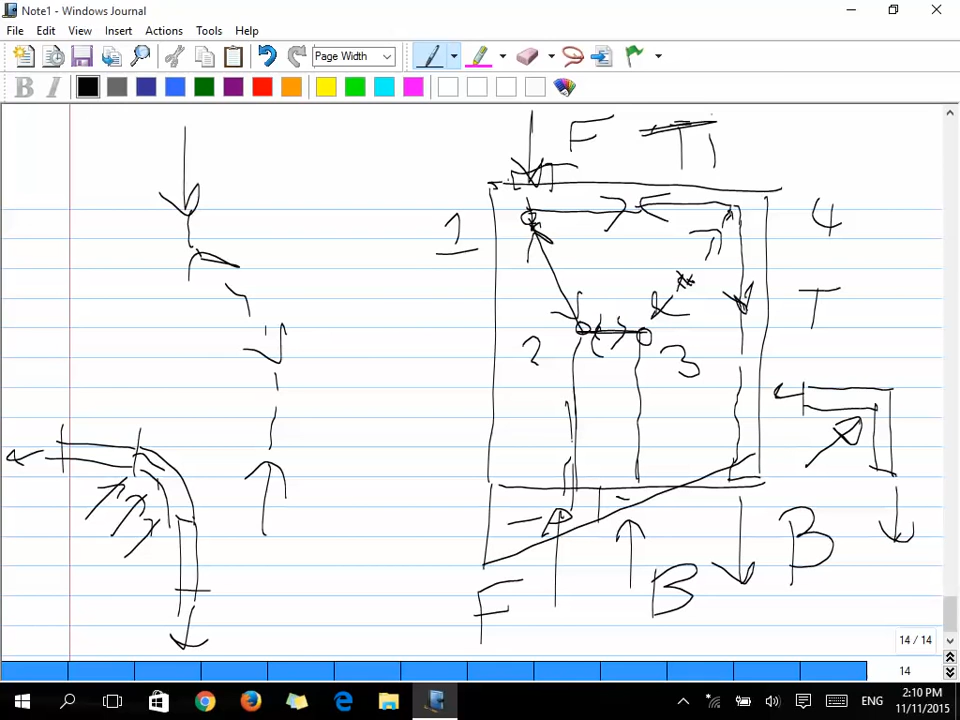 Note1 - Windows Journal
File Edit View Insert Actions Tools Help
Page Width
B I
F T1
1
4
T
2
3
F
B
B
14 / 14
14
ENG
2:10 PM
11/11/2015